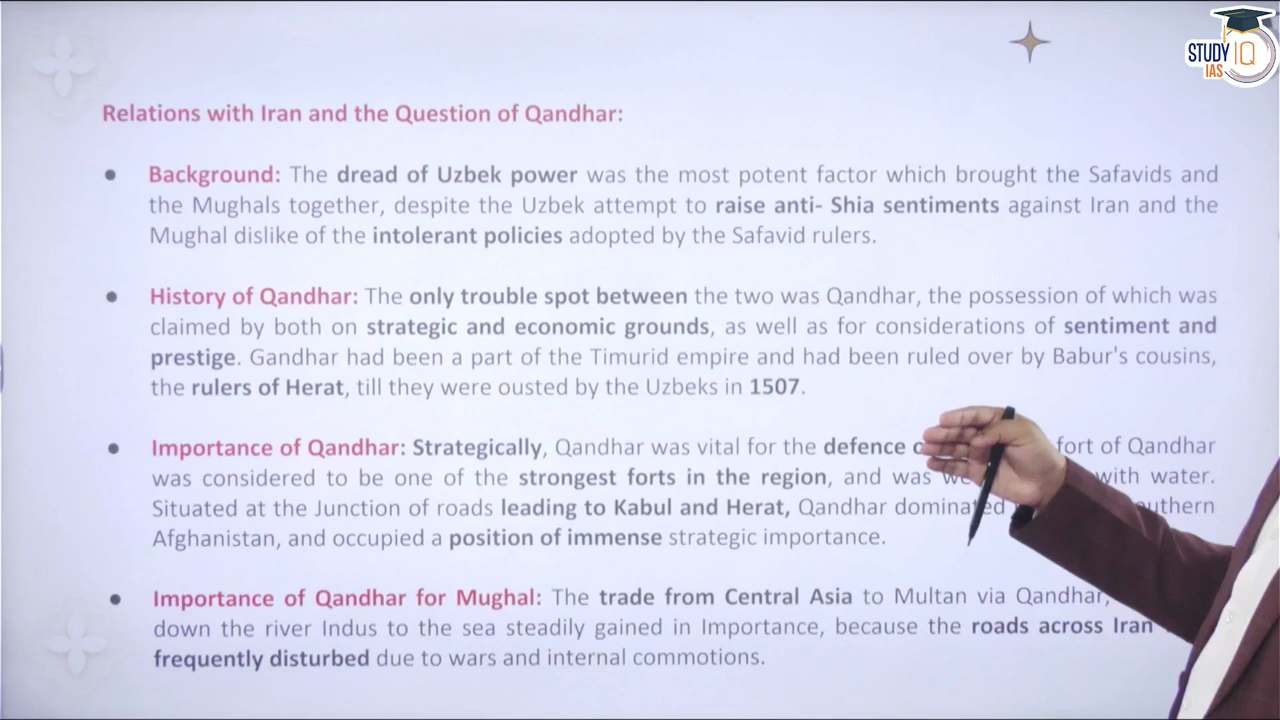 STUDY IQ
IAS
Relations with Iran and the Question of Qandhar:
● Background: The dread of Uzbek power was the most potent factor which brought the Safavids and
the Mughals together, despite the Uzbek attempt to raise anti- Shia sentiments against Iran and the
Mughal dislike of the intolerant policies adopted by the Safavid rulers.
● History of Qandhar: The only trouble spot between the two was Qandhar, the possession of which was
claimed by both on strategic and economic grounds, as well as for considerations of sentiment and
prestige. Gandhar had been a part of the Timurid empire and had been ruled over by Babur's cousins,
the rulers of Herat, till they were ousted by the Uzbeks in 1507.
● Importance of Qandhar: Strategically, Qandhar was vital for the defence fort of Qandhar
was considered to be one of the strongest forts in the region, and was with water.
Situated at the Junction of roads leading to Kabul and Herat, Qandhar dominated
Afghanistan, and occupied a position of immense strategic importance.
● Importance of Qandhar for Mughal: The trade from Central Asia to Multan via Qandhar,
down the river Indus to the sea steadily gained in Importance, because the roads across Iran
frequently disturbed due to wars and internal commotions.